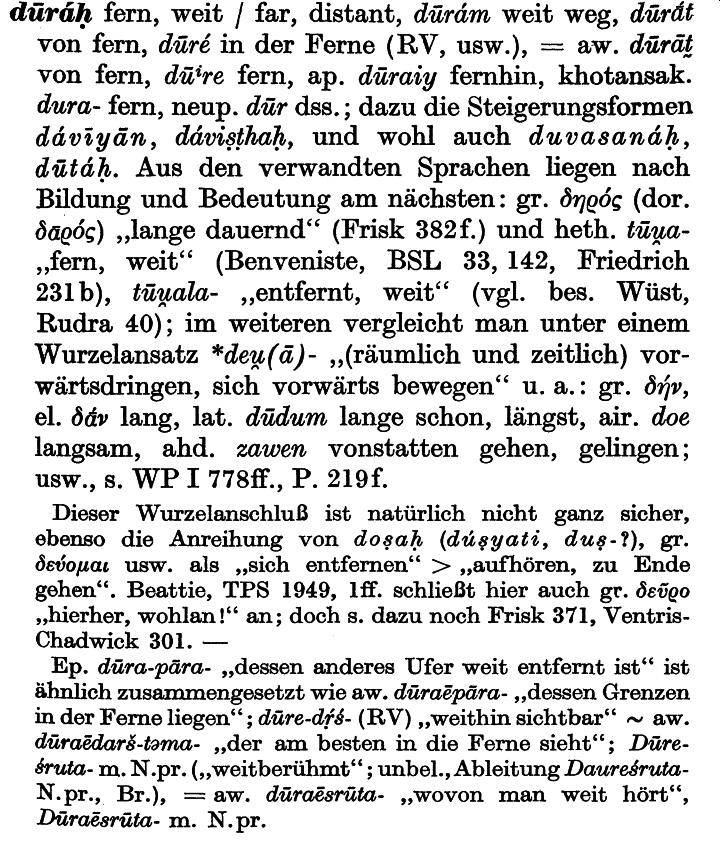 dūráḥ fern, weit / far, distant, dūrám weit weg, dūrā́t
von fern, dūré in der Ferne (RV, usw.), = aw. dūrāt̰
von fern, dūⁱre fern, ap. dūraiy fernhin, khotansak.
dura- fern, neup. dūr dss.; dazu die Steigerungsformen
dávīyān, dáviṣṭhaḥ, und wohl auch duvasanáḥ,
dūtáḥ. Aus den verwandten Sprachen liegen nach
Bildung und Bedeutung am nächsten: gr. δηρός (dor.
δᾱρός) „lange dauernd“ (Frisk 382f.) und heth. tūu̯a-
„fern, weit“ (Benveniste, BSL 33, 142, Friedrich
231b), tūu̯ala- „entfernt, weit“ (vgl. bes. Wüst,
Rudra 40); im weiteren vergleicht man unter einem
Wurzelansatz *deu̯(ā)- „(räumlich und zeitlich) vor-
wärtsdringen, sich vorwärts bewegen“ u. a.: gr. δήν,
el. δάν lang, lat. dūdum lange schon, längst, air. doe
langsam, ahd. zawen vonstatten gehen, gelingen;
usw., s. WP I 778ff., P. 219f.
Dieser Wurzelanschluß ist natürlich nicht ganz sicher,
ebenso die Anreihung von doṣaḥ (dúṣyati, duṣ-?), gr.
δεύομαι usw. als „sich entfernen“ > „aufhören, zu Ende
gehen“. Beattie, TPS 1949, 1ff. schließt hier auch gr. δεῦρο
„hierher, wohlan!“ an; doch s. dazu noch Frisk 371, Ventris-
Chadwick 301. —
Ep. dūra-pāra- „dessen anderes Ufer weit entfernt ist“ ist
ähnlich zusammengesetzt wie aw. dūraēpāra- „dessen Grenzen
in der Ferne liegen“; dūre-dŕ̥ś- (RV) „weithin sichtbar“ ~ aw.
dūraēdarš-təma- „der am besten in die Ferne sieht“; Dūre-
śruta- m. N.pr. („weitberühmt“; unbel., Ableitung Daureśruta-
N.pr., Br.), = aw. dūraēsrūta- „wovon man weit hört“,
Dūraēsrūta- m. N.pr.